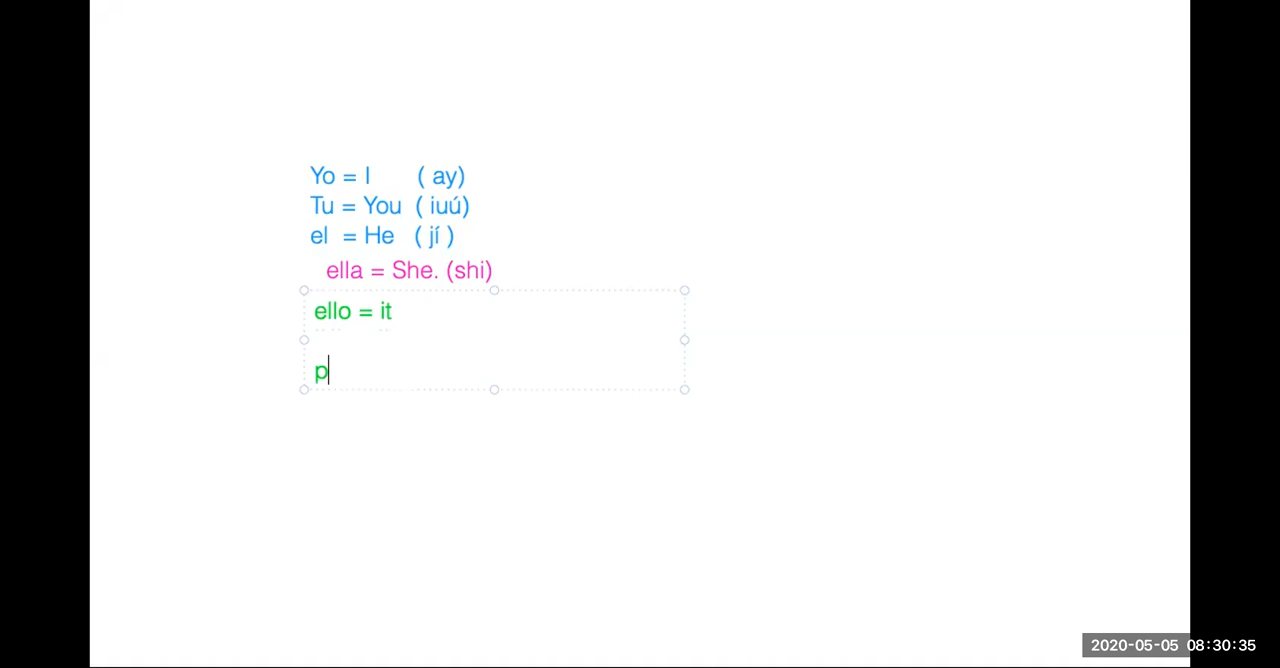 Yo = I ( ay)
Tu = You ( iuú)
el = He ( jí )
ella = She. (shi)
ello = it
p
2020-05-05 08:30:35